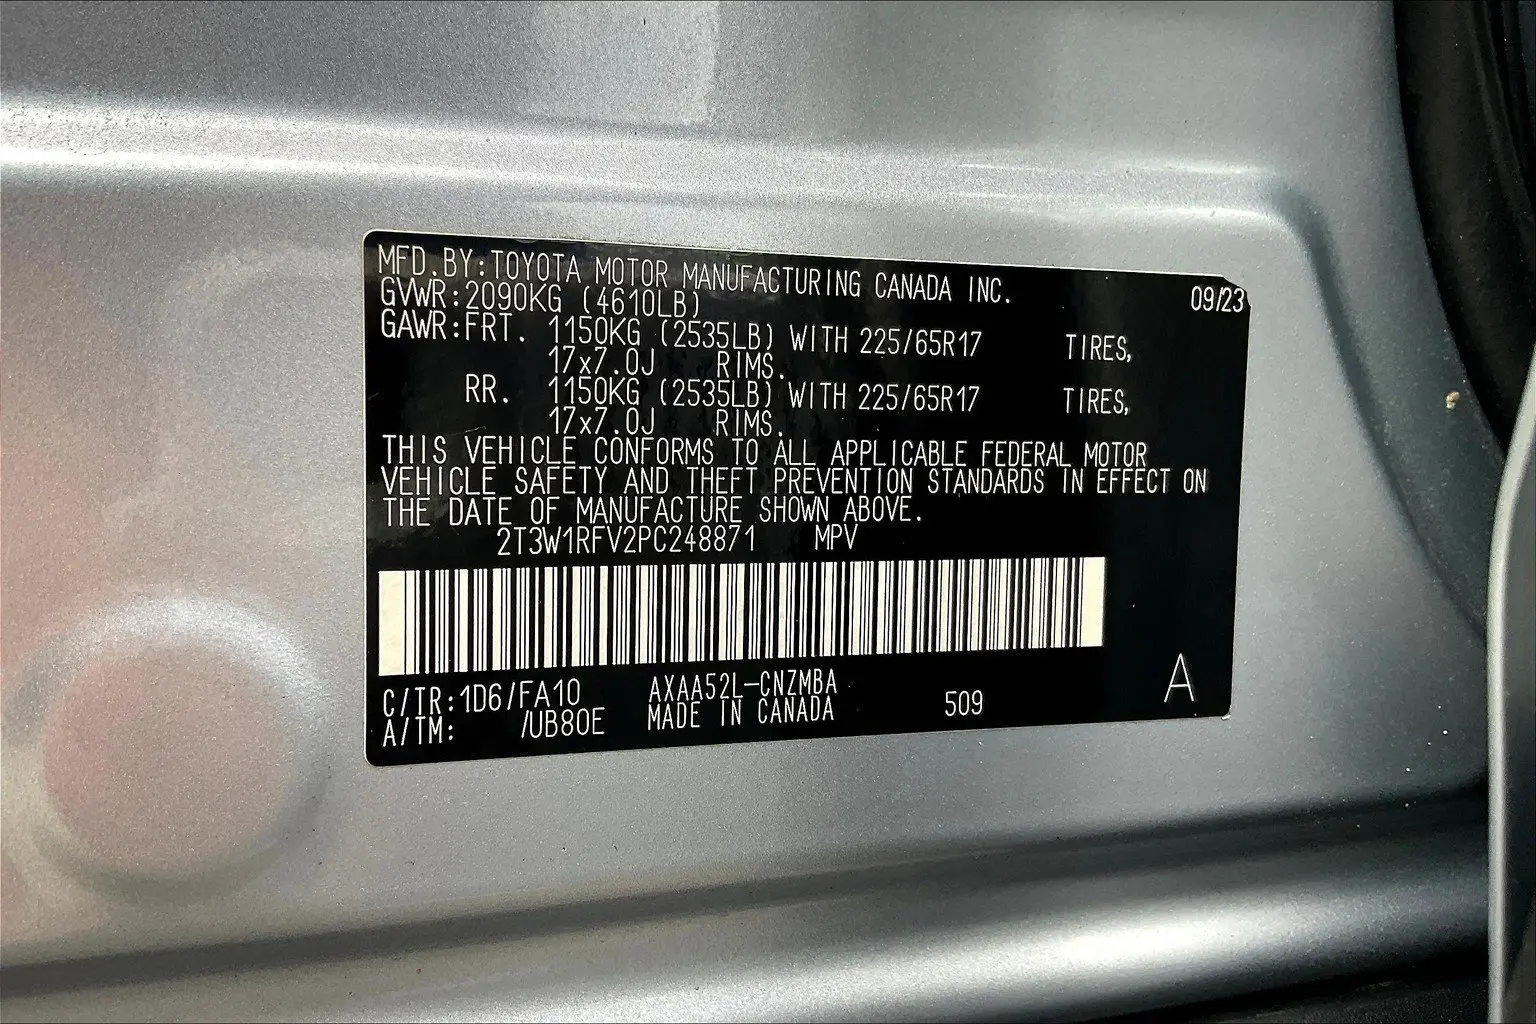 MFD.BY:TOYOTA MOTOR MANUFACTURING CANADA INC.
09/23
GVWR:2090KG (4610LB)
GAWR:FRT. 1150KG (2535LB) WITH 225/65R17 TIRES,
17x7.0J RIMS.
RR. 1150KG (2535LB) WITH 225/65R17 TIRES,
17x7.0J RIMS.
THIS VEHICLE CONFORMS TO ALL APPLICABLE FEDERAL MOTOR
VEHICLE SAFETY AND THEFT PREVENTION STANDARDS IN EFFECT ON
THE DATE OF MANUFACTURE SHOWN ABOVE.
2T3W1RFV2PC248871 MPV
C/TR:1D6/FA10 AXAA52L-CNZMBA
A/TM: /UB80E MADE IN CANADA 509 A